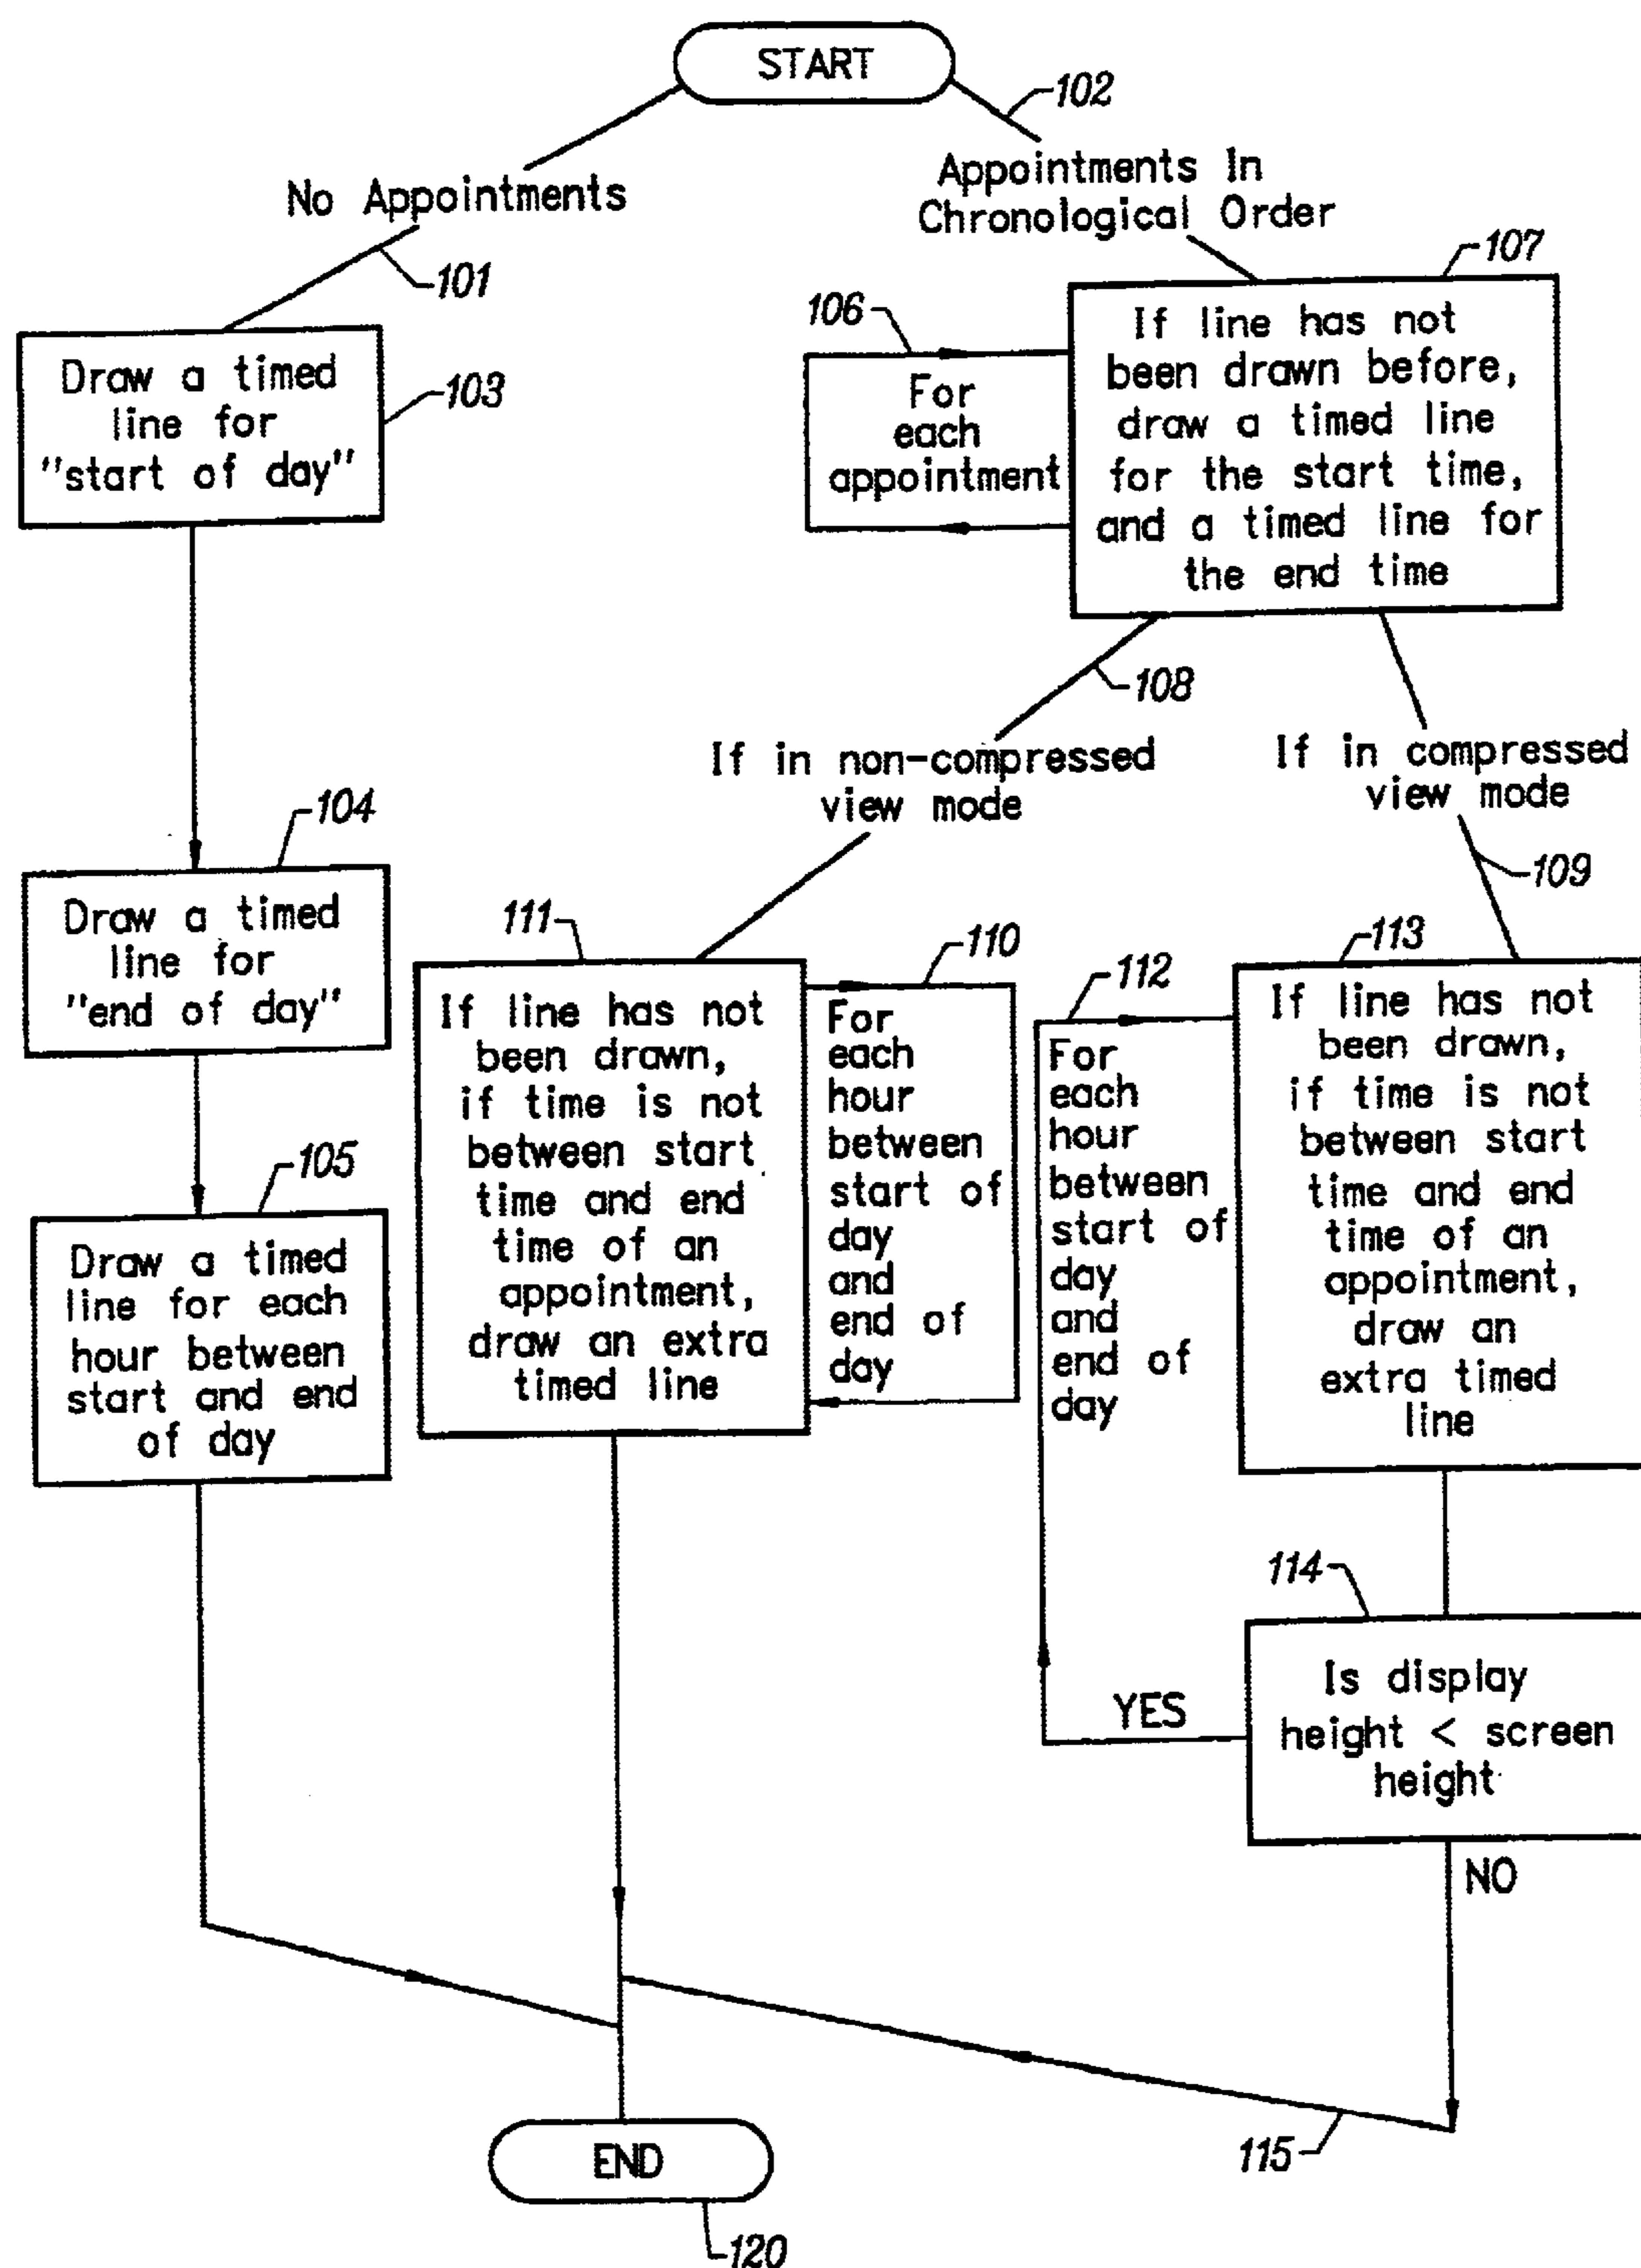 START
102
No Appointments
Appointments In
Chronological Order
101
107
106
For
each
appointment
If line has not
been drawn before,
draw a timed line
for the start time,
and a timed line for
the end time
Draw a timed
line for
"start of day"
103
108
If in non-compressed
view mode
If in compressed
view mode
109
104
Draw a timed
line for
"end of day"
105
Draw a timed
line for each
hour between
start and end
of day
111
If line has not
been drawn,
if time is not
between start
time and end
time of an
appointment,
draw an extra
timed line
110
For
each
hour
between
start of
day
and
end of
day
112
For
each
hour
between
start of
day
and
end of
day
113
If line has not
been drawn,
if time is not
between start
time and end
time of an
appointment,
draw an
extra timed
line
114
Is display
height < screen
height
YES
NO
115
END
120